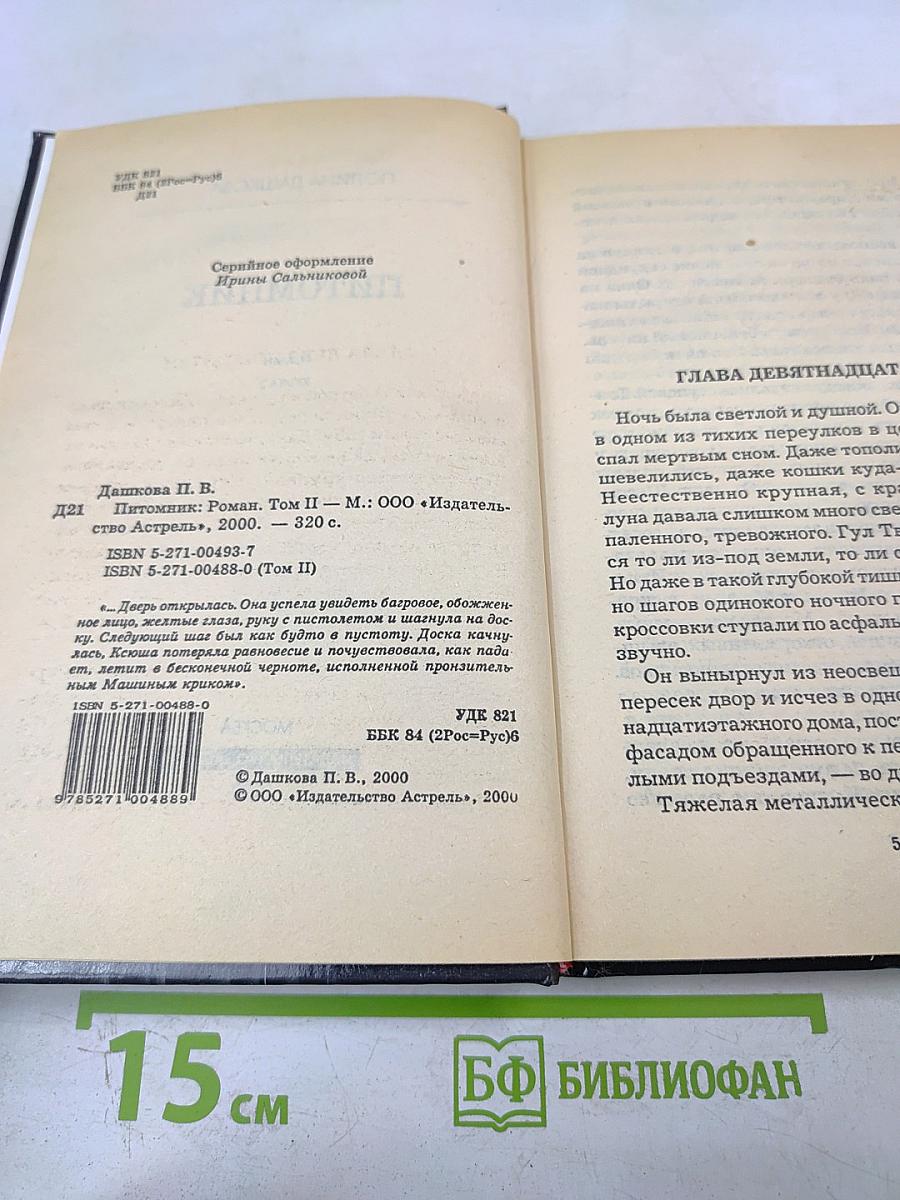 УДК 821
ББК 84 (2Рос=Рус)6
Д21
Серийное оформление
Ирины Сальниковой
Дашкова П. В.
Д21 Питомник: Роман. Том II — М.: ООО «Издатель-
ство Астрель», 2000. — 320 с.
ISBN 5-271-00493-7
ISBN 5-271-00488-0 (Том II)
«... Дверь открылась. Она успела увидеть багровое, обожжен-
ное лицо, желтые глаза, руку с пистолетом и шагнула на дос-
ку. Следующий шаг был как будто в пустоту. Доска качну-
лась, Ксюша потеряла равновесие и почувствовала, как пада
ет, летит в бесконечной черноте, исполненной пронзитель-
ным Машиным криком».
ISBN 5-271-00488-0
9785271004889
УДК 821
ББК 84 (2Рос=Рус)6
© Дашкова П. В., 2000
© ООО «Издательство Астрель», 2000
ГЛАВА ДЕВЯТНАДЦАТ
Ночь была светлой и душной. О
в одном из тихих переулков в це
спал мертвым сном. Даже тополи
шевелились, даже кошки куда-
Неестественно крупная, с кра
луна давала слишком много све
паленного, тревожного. Гул Тв
ся то ли из-под земли, то ли с
Но даже в такой глубокой тиш
но шагов одинокого ночного п
кроссовки ступали по асфаль
звучно.
Он вынырнул из неосвещ
пересек двор и исчез в одно
надцатиэтажного дома, пост
фасадом обращенного к пе
лыми подъездами, — во д
Тяжелая металлическ
5
15 см
БФ БИБЛИОФАН